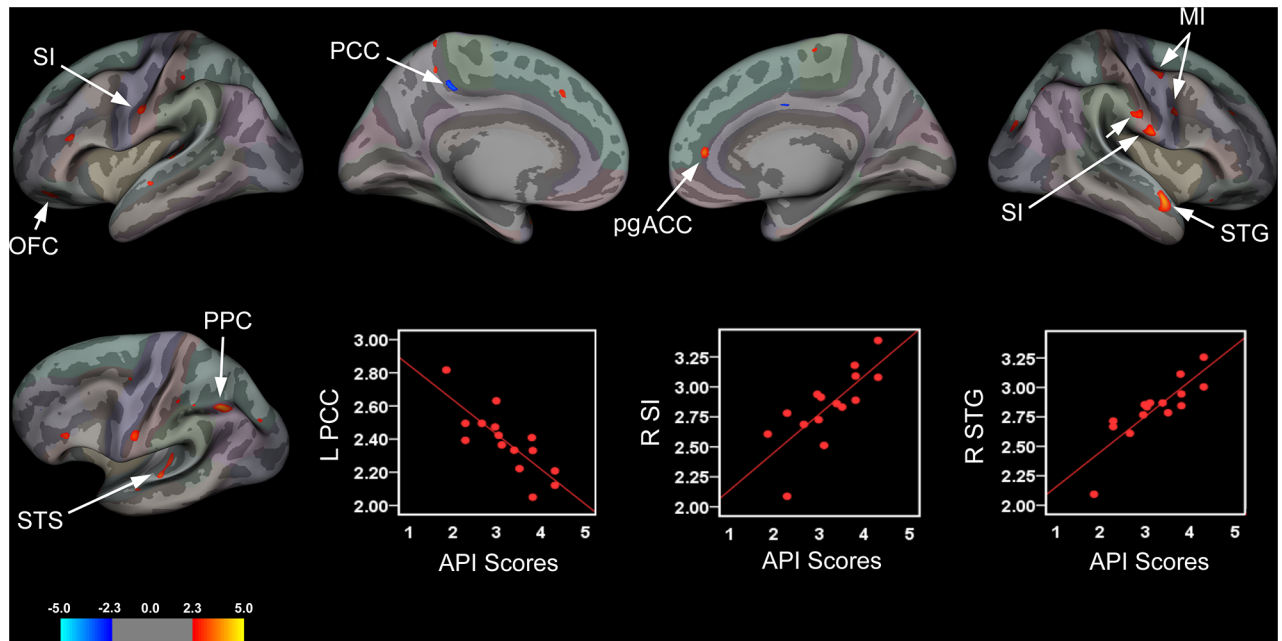 SI
PCC
MI
OFC
pgACC
SI
STG
PPC
STS
L PCC
3.00
2.80
2.60
2.40
2.20
2.00
1 2 3 4 5
API Scores
R SI
3.25
3.00
2.75
2.50
2.25
2.00
1 2 3 4 5
API Scores
R STG
3.25
3.00
2.75
2.50
2.25
2.00
1 2 3 4 5
API Scores
-5.0 -2.3 0.0 2.3 5.0